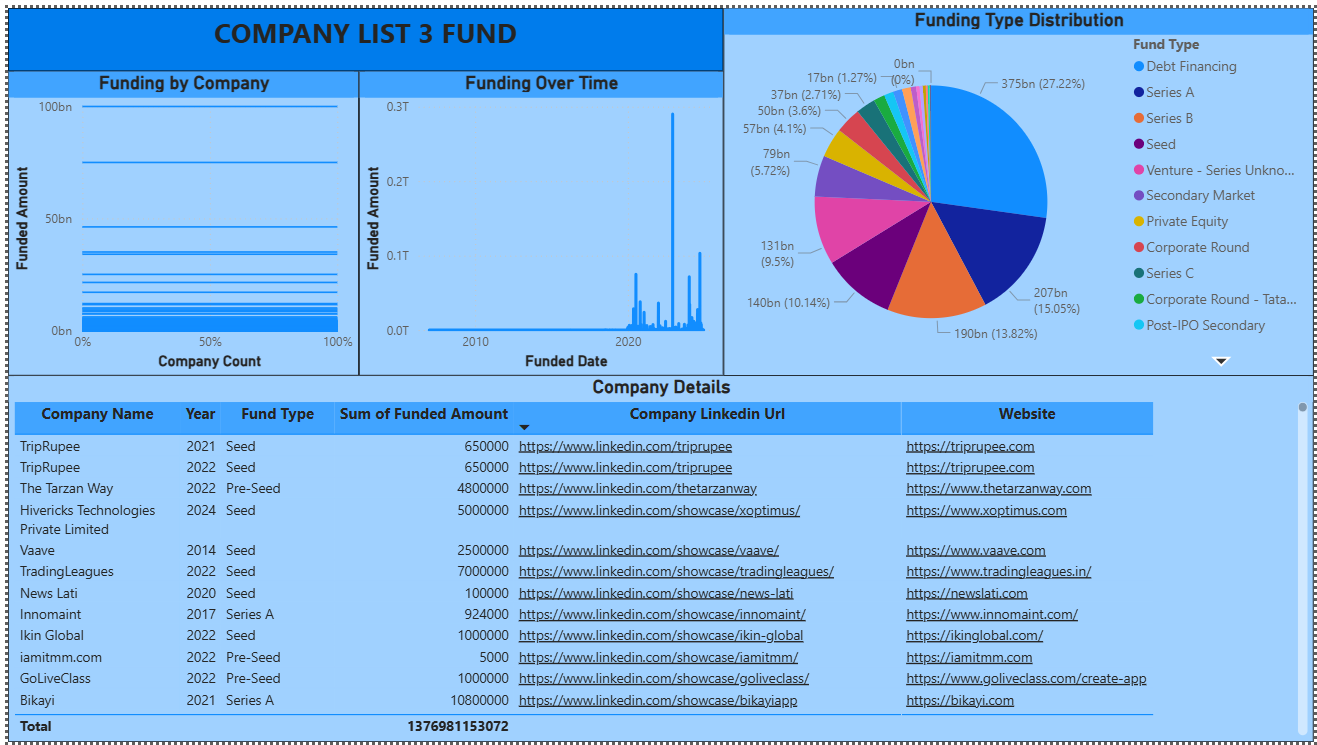 COMPANY LIST 3 FUND
Funding by Company
100bn
50bn
0bn
0%
50%
100%
Funded Amount
Company Count
Funding Over Time
0.3T
0.2T
0.1T
0.0T
2010
2020
Funded Amount
Funded Date
Funding Type Distribution
0bn
(0%)
17bn (1.27%)
37bn (2.71%)
50bn (3.6%)
57bn (4.1%)
79bn
(5.72%)
131bn
(9.5%)
140bn (10.14%)
190bn (13.82%)
207bn
(15.05%)
375bn (27.22%)
Fund Type
Debt Financing
Series A
Series B
Seed
Venture - Series Unkno...
Secondary Market
Private Equity
Corporate Round
Series C
Corporate Round - Tata...
Post-IPO Secondary
Company Details
Company Name Year Fund Type Sum of Funded Amount Company Linkedin Url Website
TripRupee 2021 Seed 650000 https://www.linkedin.com/triprupee https://triprupee.com
TripRupee 2022 Seed 650000 https://www.linkedin.com/triprupee https://triprupee.com
The Tarzan Way 2022 Pre-Seed 4800000 https://www.linkedin.com/thetarzanway https://www.thetarzanway.com
Hivericks Technologies 2024 Seed 5000000 https://www.linkedin.com/showcase/xoptimus/ https://www.xoptimus.com
Private Limited
Vaave 2014 Seed 2500000 https://www.linkedin.com/showcase/vaave/ https://www.vaave.com
TradingLeagues 2022 Seed 7000000 https://www.linkedin.com/showcase/tradingleagues/ https://www.tradingleagues.in/
News Lati 2020 Seed 100000 https://www.linkedin.com/showcase/news-lati https://newslati.com
Innomaint 2017 Series A 924000 https://www.linkedin.com/showcase/innomaint/ https://www.innomaint.com/
Ikin Global 2022 Seed 1000000 https://www.linkedin.com/showcase/ikin-global https://ikinglobal.com/
iamitmm.com 2022 Pre-Seed 5000 https://www.linkedin.com/showcase/iamitmm/ https://iamitmm.com
GoLiveClass 2022 Pre-Seed 1000000 https://www.linkedin.com/showcase/goliveclass/ https://www.goliveclass.com/create-app
Bikayi 2021 Series A 10800000 https://www.linkedin.com/showcase/bikayiapp https://bikayi.com
Total 1376981153072